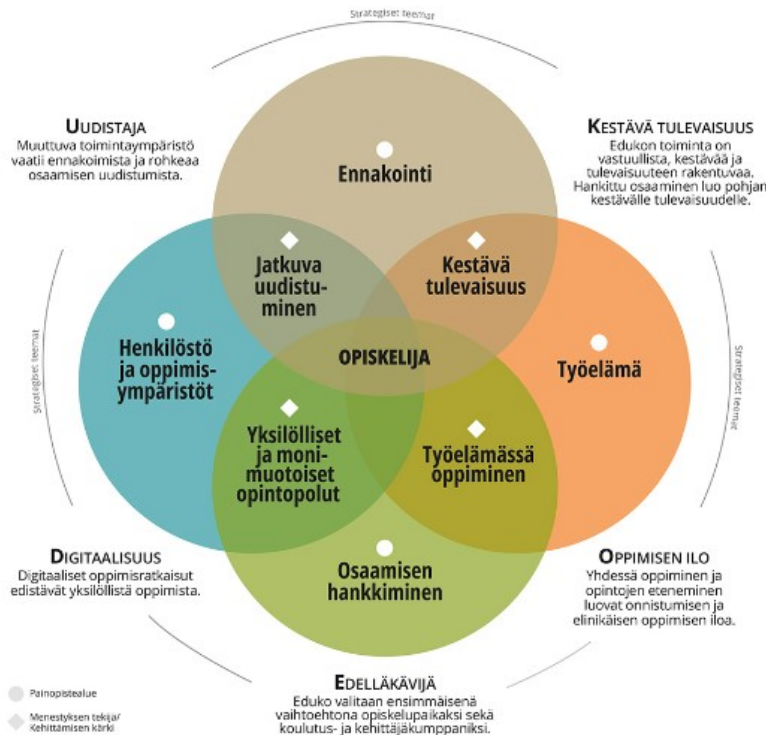 Strategiset teemat
UUDISTAJA
Muuttuva toimintaympäristö
vaatii ennakoimista ja rohkeaa
osaamisen uudistumista.
KESTÄVÄ TULEVAISUUS
Edukon toiminta on
vastuullista, kestävää ja
tulevaisuuteen rakentuvaa.
Hankittu osaaminen luo pohjan
kestävälle tulevaisuudelle.
Ennakointi
Jatkuva
uudistu-
minen
Kestävä
tulevaisuus
Strategiset teemat
Henkilöstö
ja oppimis-
ympäristöt
OPISKELIJA
Työelämä
Strategiset teemat
Yksilölliset
ja moni-
muotoiset
opintopolut
Työelämässä
oppiminen
Osaamisen
hankkiminen
DIGITAALISUUS
Digitaaliset oppimisratkaisut
edistävät yksilöllistä oppimista.
OPPIMISEN ILO
Yhdessä oppiminen ja
opintojen eteneminen
luovat onnistumisen ja
elinikäisen oppimisen iloa.
EDELLÄKÄVIJÄ
Eduko valitaan ensimmäisenä
vaihtoehtona opiskelupaikaksi sekä
koulutus- ja kehittäjäkumppaniksi.
Painopistealue
Menestyksen tekijä/
Kehittämisen kärki